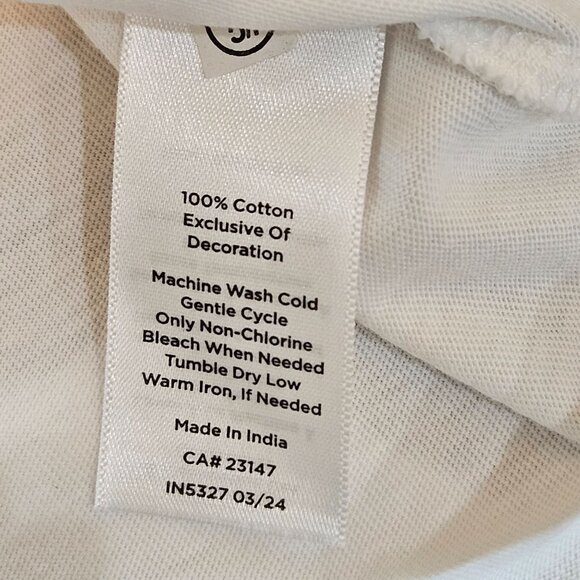 100% Cotton
Exclusive Of
Decoration
Machine Wash Cold
Gentle Cycle
Only Non-Chlorine
Bleach When Needed
Tumble Dry Low
Warm Iron, If Needed
Made In India
CA# 23147
IN5327 03/24